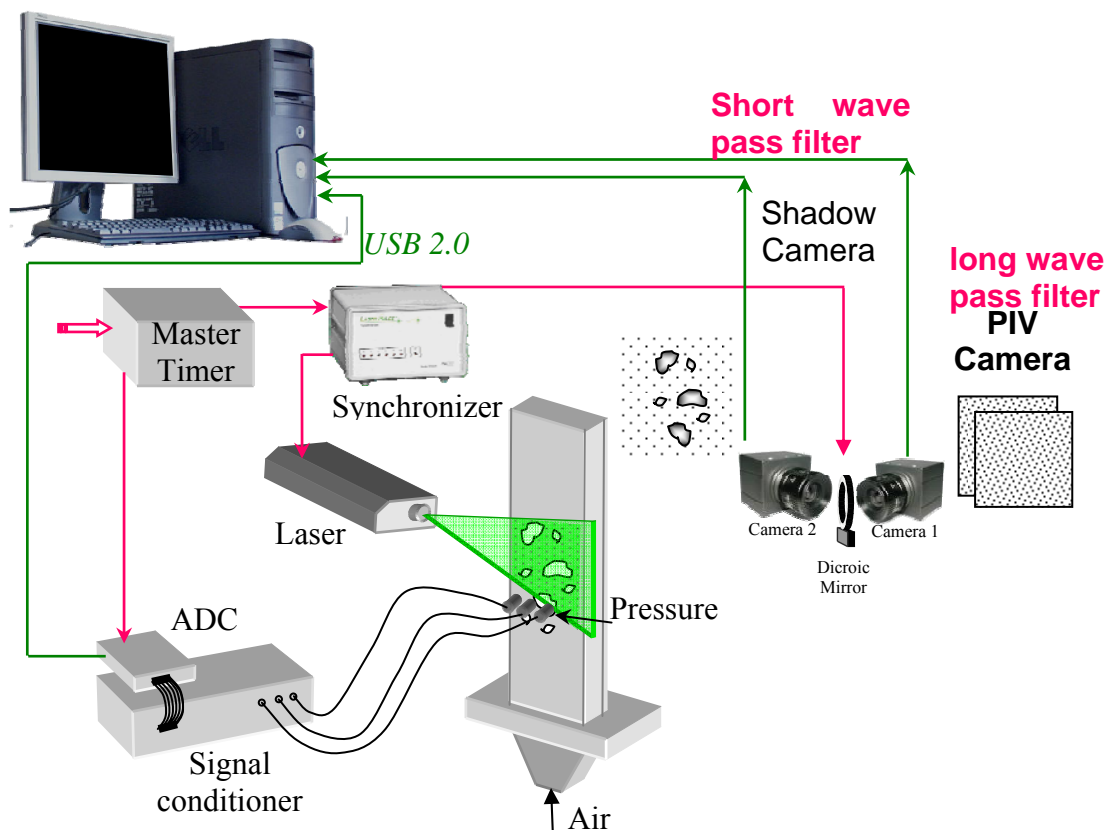 Short wave
pass filter
Shadow
Camera
USB 2.0
long wave
pass filter
PIV
Camera
Master
Timer
Synchronizer
Laser
Camera 2
Camera 1
Dicroic
Mirror
Pressure
ADC
Signal
conditioner
Air